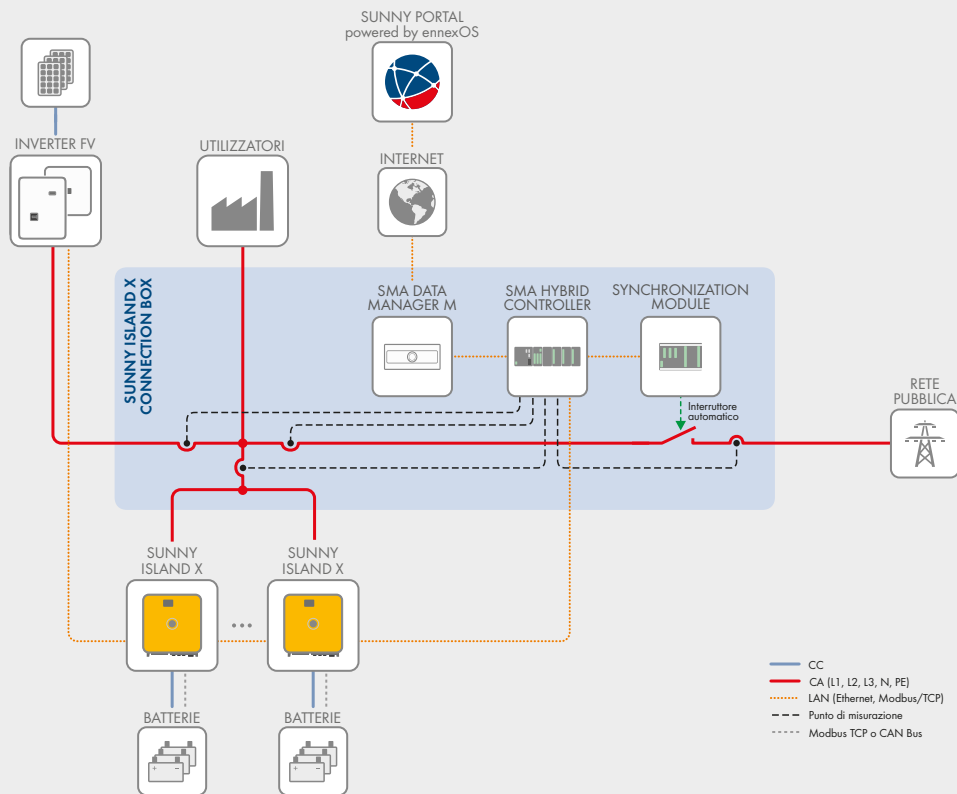 SUNNY PORTAL
powered by ennexOS
INVERTER FV
UTILIZZATORI
INTERNET
SUNNY ISLAND X
CONNECTION BOX
SMA DATA
MANAGER M
SMA HYBRID
CONTROLLER
SYNCHRONIZATION
MODULE
Interruttore
automatico
RETE
PUBBLICA
SUNNY
ISLAND X
SUNNY
ISLAND X
...
BATTERIE
BATTERIE
+ -
+ -
CC
CA (L1, L2, L3, N, PE)
LAN (Ethernet, Modbus/TCP)
Punto di misurazione
Modbus TCP o CAN Bus